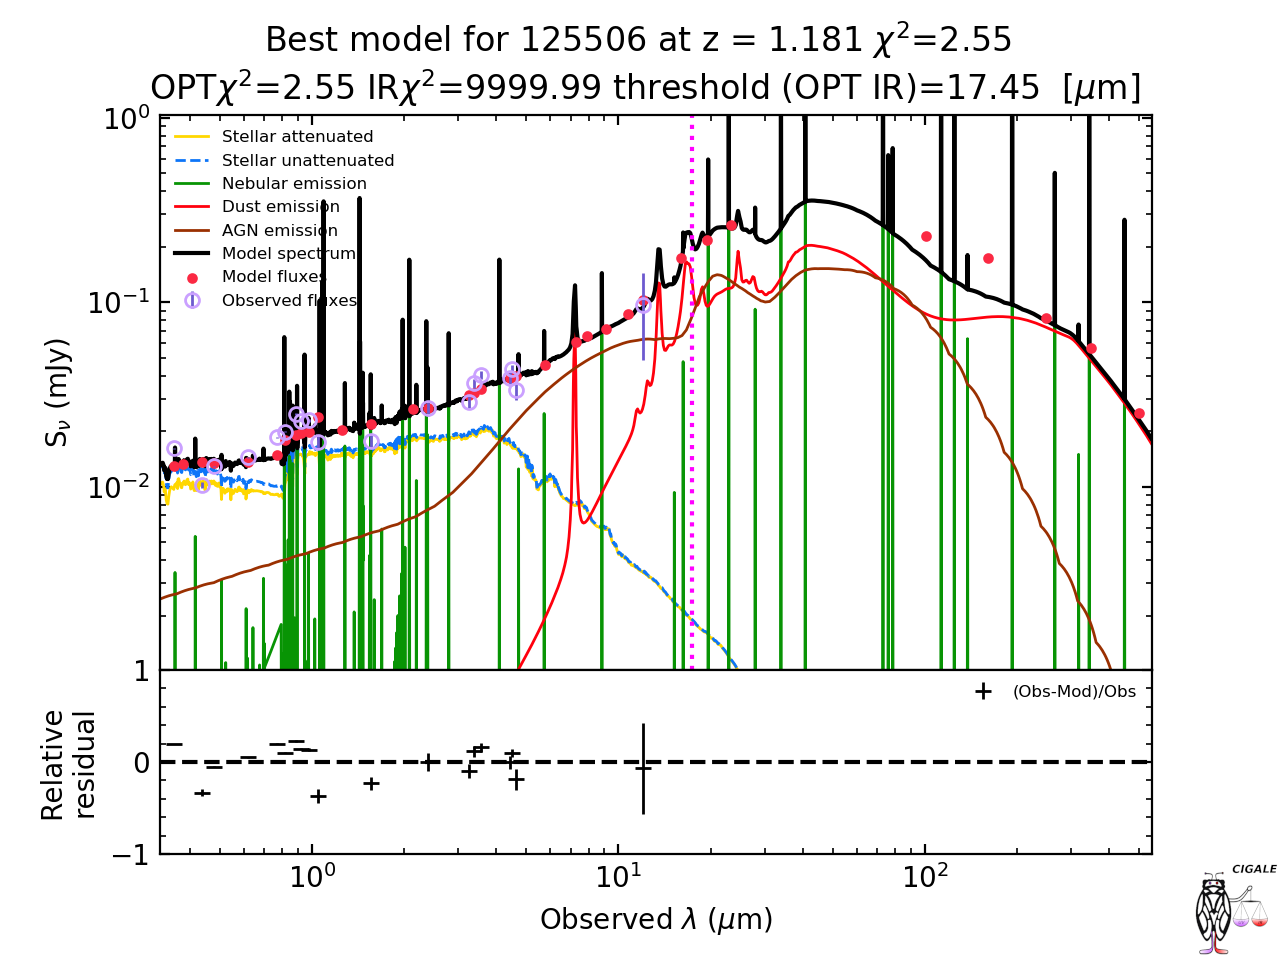 Best model for 125506 at z = 1.181 χ²=2.55
OPTχ²=2.55 IRχ²=9999.99 threshold (OPT IR)=17.45 [μm]
Stellar attenuated
Stellar unattenuated
Nebular emission
Dust emission
AGN emission
Model spectrum
Model fluxes
Observed fluxes
10⁰
10⁻¹
10⁻²
Sν (mJy)
(Obs-Mod)/Obs
1
0
−1
Relative
residual
10⁰ 10¹ 10²
Observed λ (μm)
CIGALE